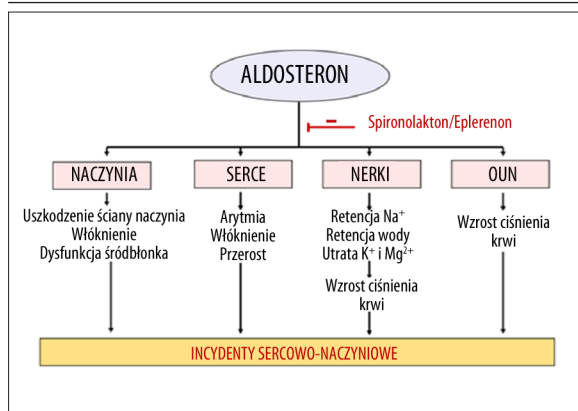 ALDOSTERON
–
Spironolakton/Eplerenon
NACZYNIA
SERCE
NERKI
OUN
Uszkodzenie ściany naczynia
Włóknienie
Dysfunkcja śródbłonka
Arytmia
Włóknienie
Przerost
Retencja Na⁺
Retencja wody
Utrata K⁺ i Mg²⁺
Wzrost ciśnienia
krwi
Wzrost ciśnienia
krwi
INCYDENTY SERCOWO-NACZYNIOWE